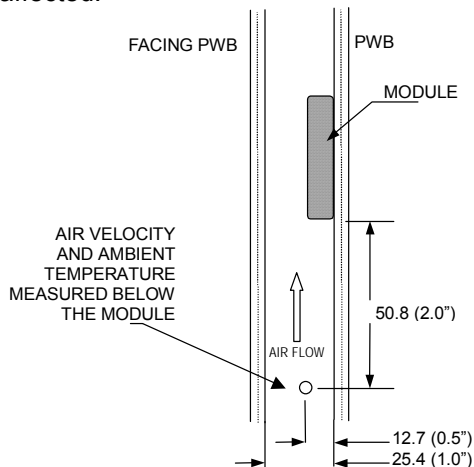 FACING PWB
PWB
MODULE
AIR VELOCITY
AND AMBIENT
TEMPERATURE
MEASURED BELOW
THE MODULE
AIR FLOW
50.8 (2.0”)
12.7 (0.5”)
25.4 (1.0”)